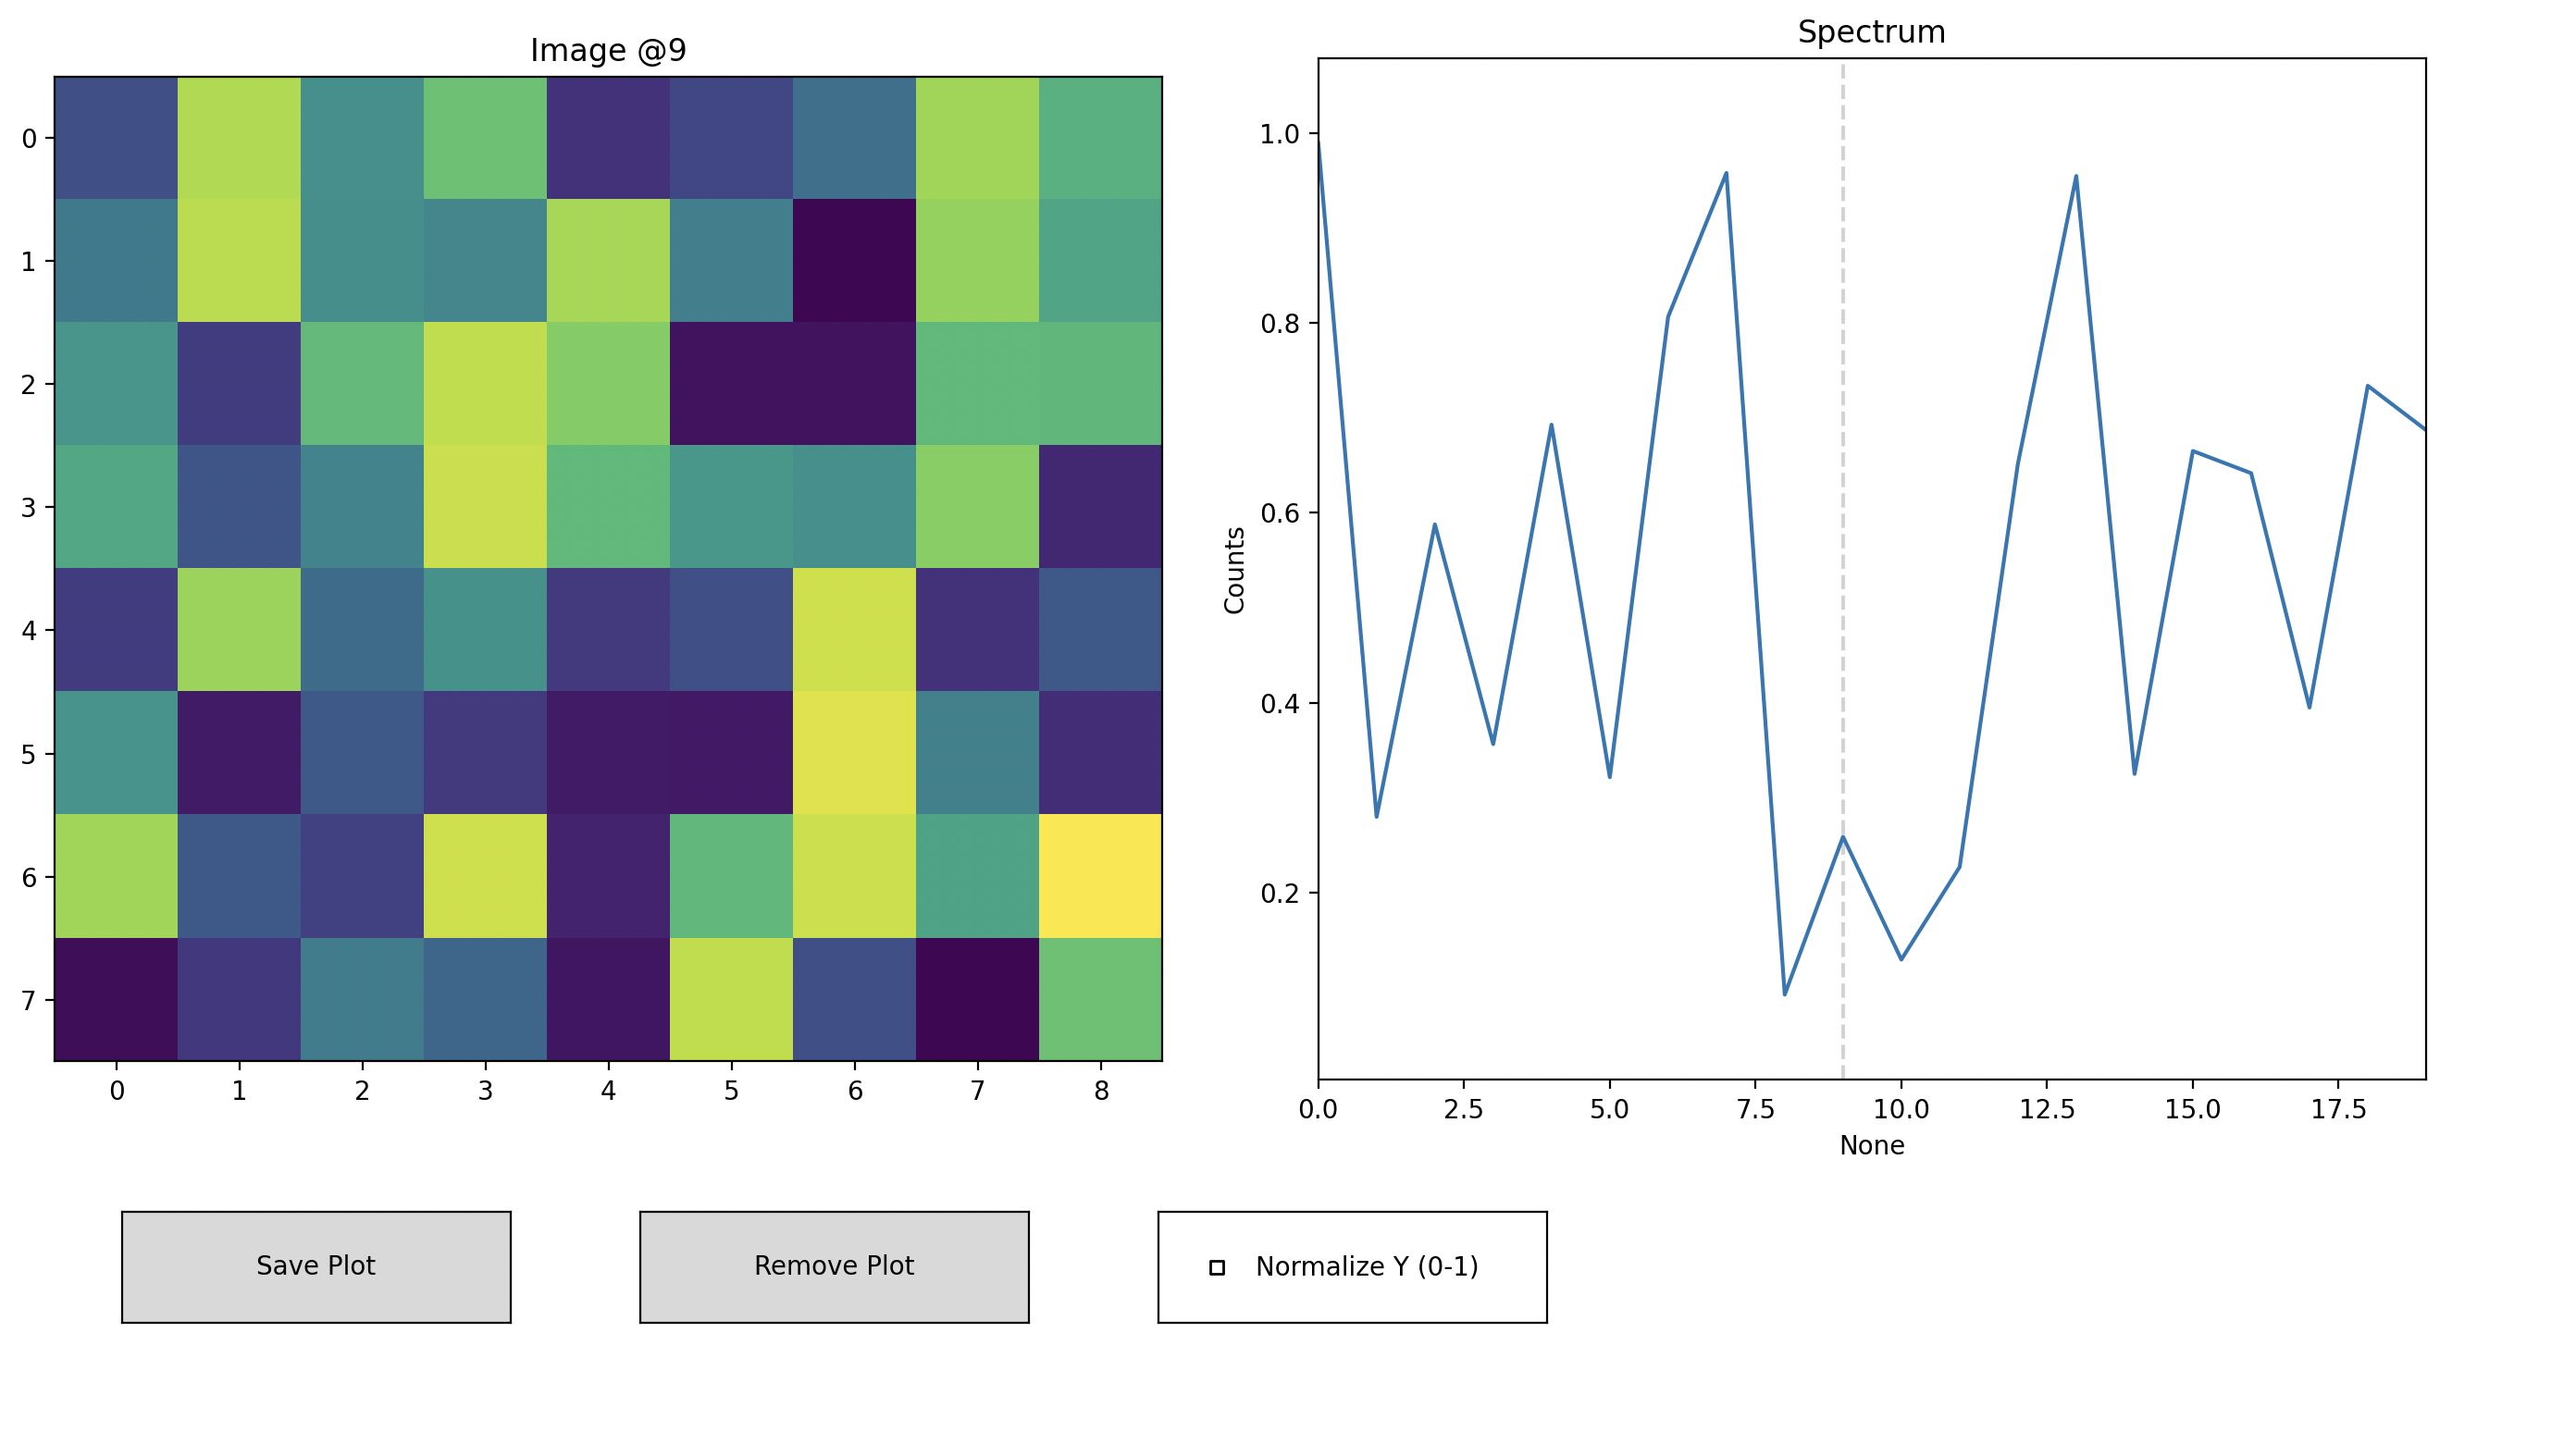 Image @9
0
1
2
3
4
5
6
7
0 1 2 3 4 5 6 7 8
Spectrum
Counts
1.0
0.8
0.6
0.4
0.2
0.0 2.5 5.0 7.5 10.0 12.5 15.0 17.5
None
Save Plot
Remove Plot
Normalize Y (0-1)